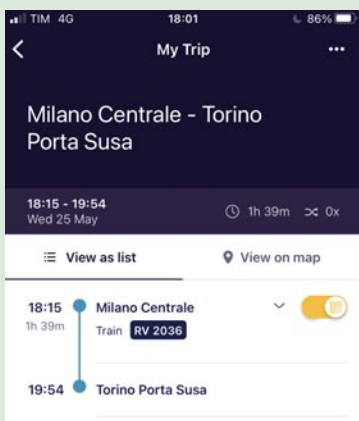 TIM 4G 18:01 86%
My Trip
Milano Centrale - Torino
Porta Susa
18:15 - 19:54 1h 39m 0x
Wed 25 May
View as list View on map
18:15 Milano Centrale
1h 39m Train RV 2036
19:54 Torino Porta Susa